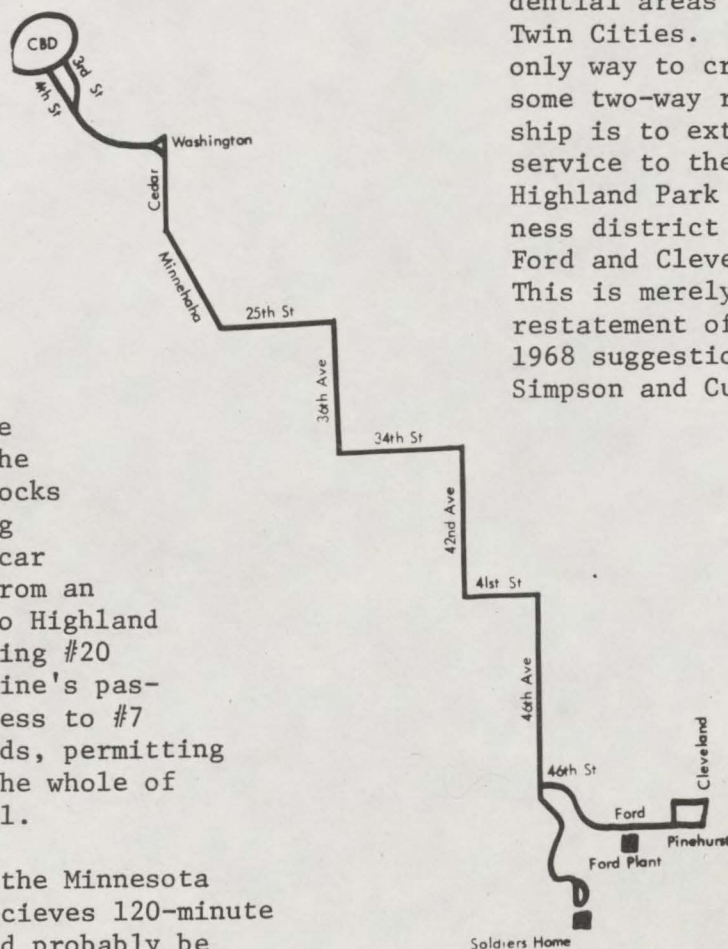 dential areas
Twin Cities.
only way to cr
some two-way r
ship is to ext
service to the
Highland Park
ness district
Ford and Cleve
This is merely
restatement of
1968 suggestio
Simpson and Cu
CBD
3rd St
4th St
Washington
Cedar
Minnehaha
25th St
36th Ave
34th St
42nd Ave
41st St
46th Ave
46th St
Ford
Cleveland
Pinehurst
Ford Plant
Soldiers Home
e
he
ocks
g
car
rom an
o Highland
ing #20
ine's pas-
ess to #7
ds, permitting
he whole of
l.
the Minnesota
cieves 120-minute
d probably be